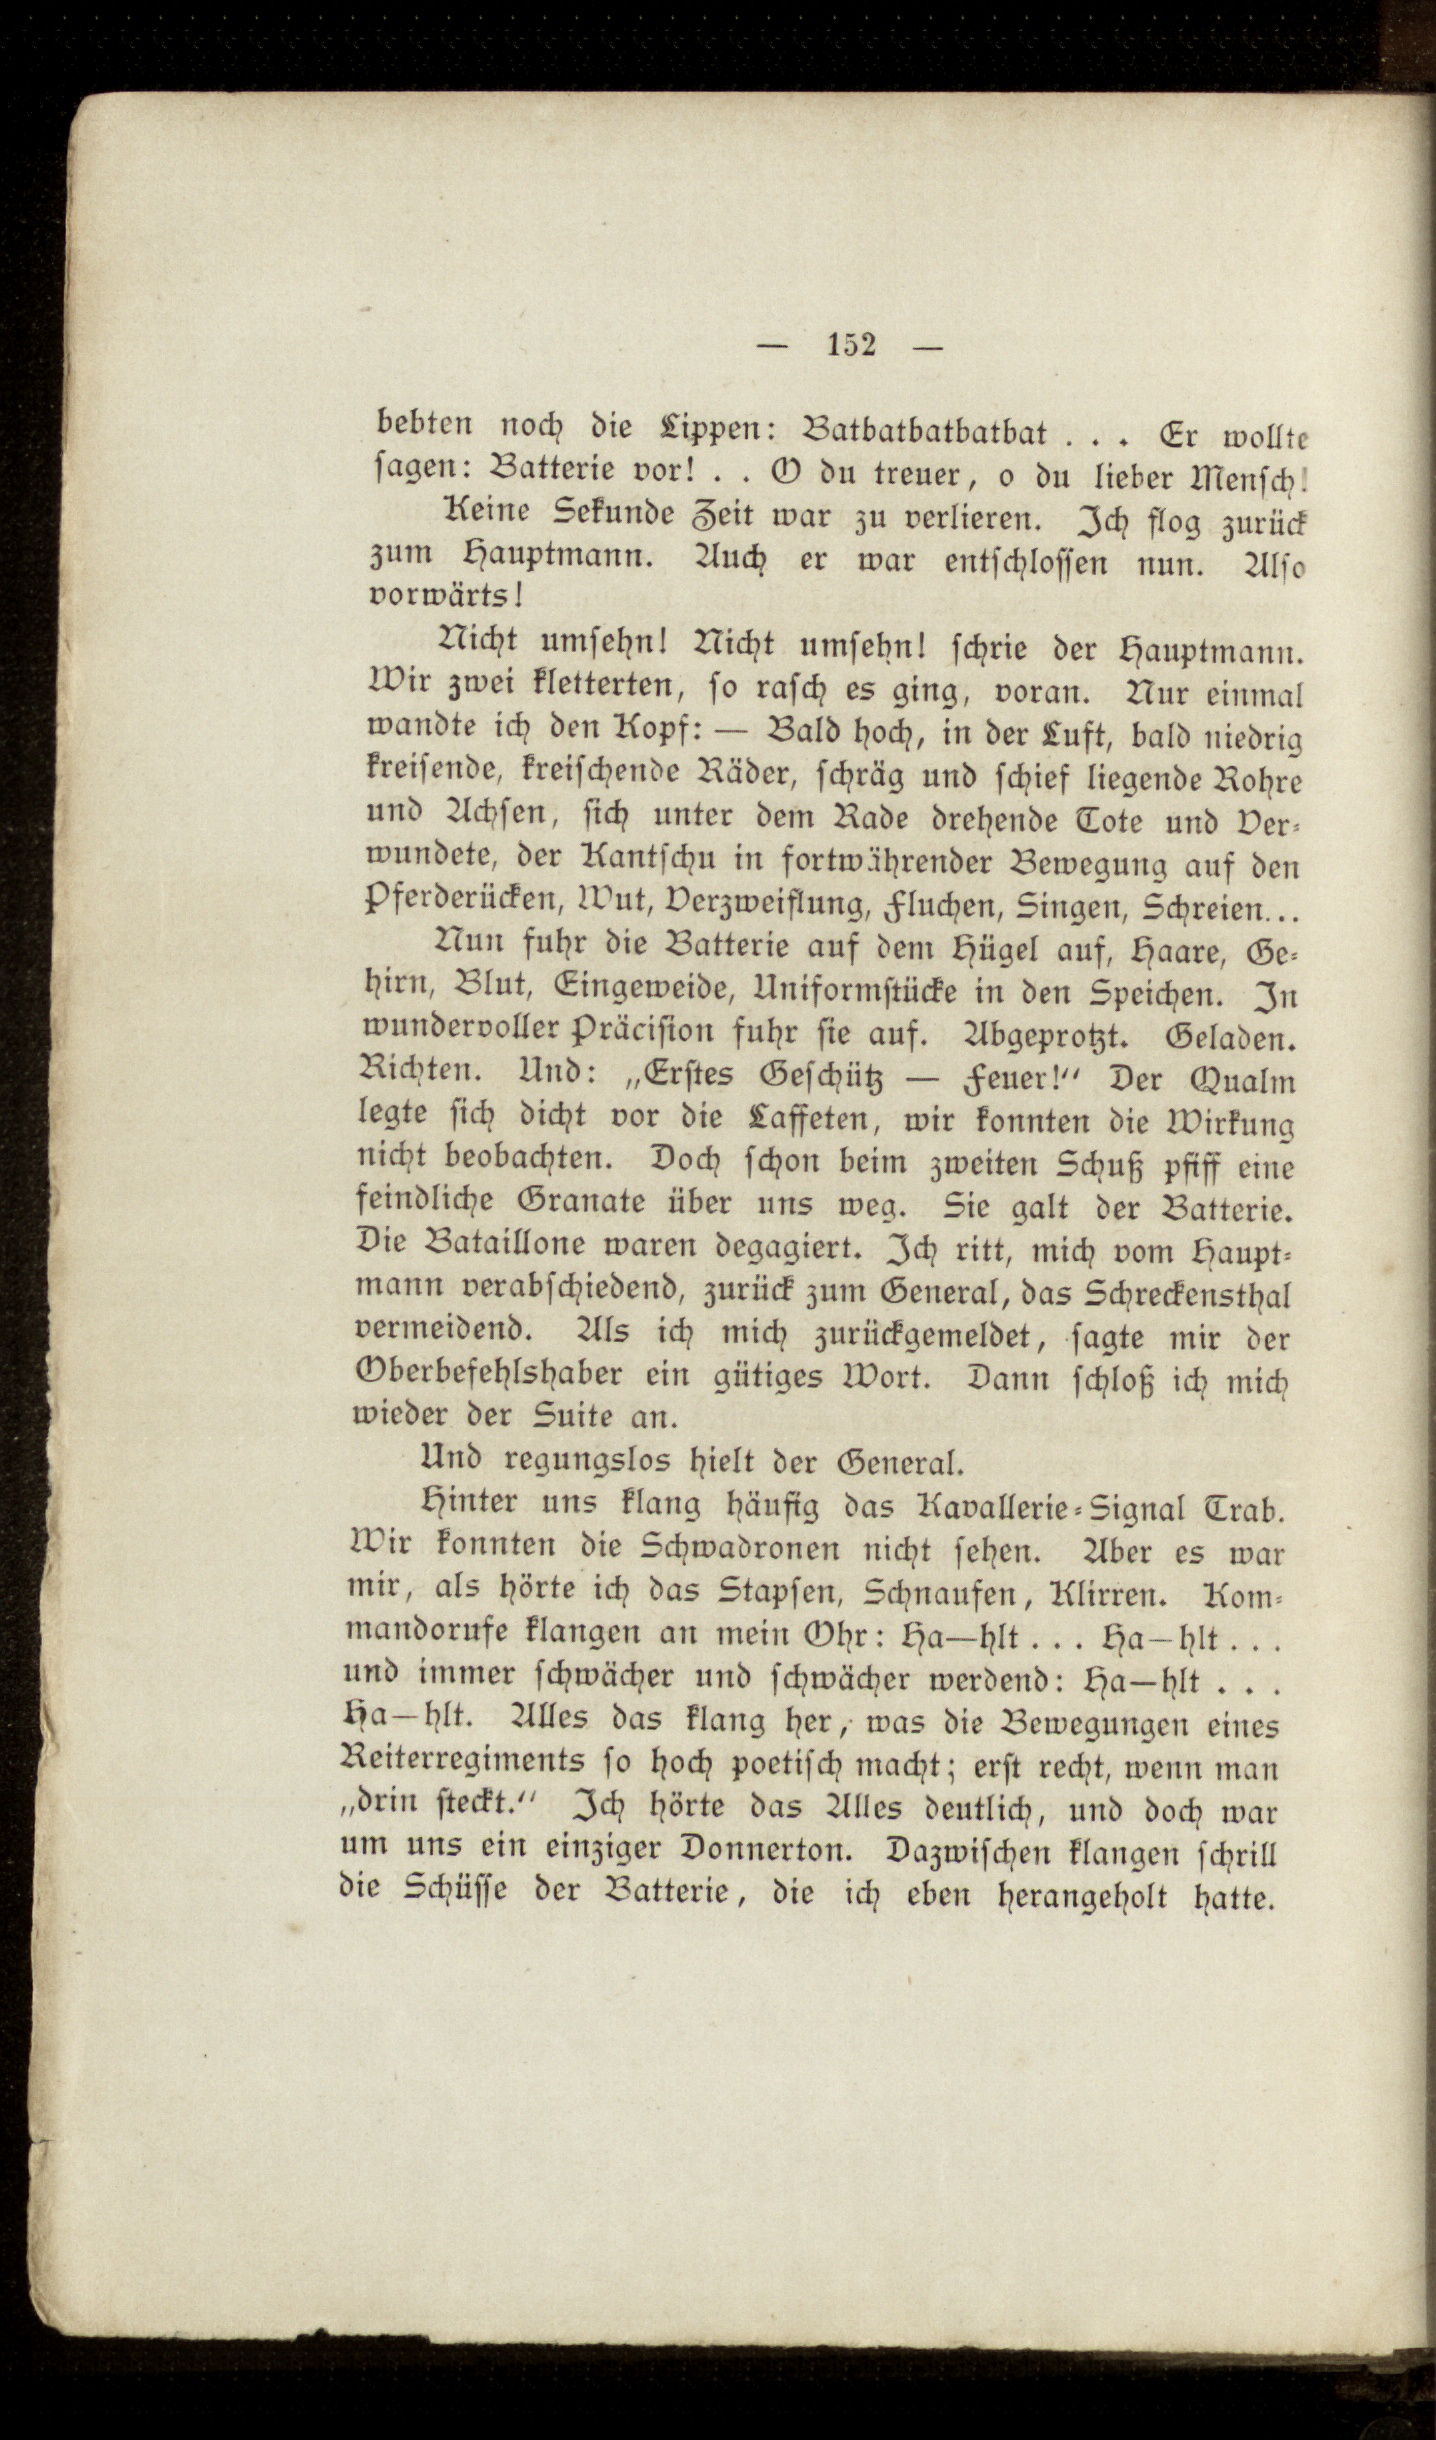 — 152 —
bebten noch die Lippen: Batbatbatbatbat . . . Er wollte
sagen: Batterie vor! . . O du treuer, o du lieber Mensch!
Keine Sekunde Zeit war zu verlieren. Ich flog zurück
zum Hauptmann. Auch er war entschlossen nun. Also
vorwärts!
Nicht umsehn! Nicht umsehn! schrie der Hauptmann.
Wir zwei kletterten, so rasch es ging, voran. Nur einmal
wandte ich den Kopf: — Bald hoch, in der Luft, bald niedrig
kreisende, kreischende Räder, schräg und schief liegende Rohre
und Achsen, sich unter dem Rade drehende Tote und Ver-
wundete, der Kantschu in fortwährender Bewegung auf den
Pferderücken, Wut, Verzweiflung, Fluchen, Singen, Schreien...
Nun fuhr die Batterie auf dem Hügel auf, Haare, Ge-
hirn, Blut, Eingeweide, Uniformstücke in den Speichen. In
wundervoller Präcision fuhr sie auf. Abgeprotzt. Geladen.
Richten. Und: „Erstes Geschütz — Feuer!“ Der Qualm
legte sich dicht vor die Laffeten, wir konnten die Wirkung
nicht beobachten. Doch schon beim zweiten Schuß pfiff eine
feindliche Granate über uns weg. Sie galt der Batterie.
Die Bataillone waren degagiert. Ich ritt, mich vom Haupt-
mann verabschiedend, zurück zum General, das Schreckensthal
vermeidend. Als ich mich zurückgemeldet, sagte mir der
Oberbefehlshaber ein gütiges Wort. Dann schloß ich mich
wieder der Suite an.
Und regungslos hielt der General.
Hinter uns klang häufig das Kavallerie-Signal Trab.
Wir konnten die Schwadronen nicht sehen. Aber es war
mir, als hörte ich das Stapsen, Schnaufen, Klirren. Kom-
mandorufe klangen an mein Ohr: Ha—hlt . . . Ha—hlt . . .
und immer schwächer und schwächer werdend: Ha—hlt . . .
Ha—hlt. Alles das klang her, was die Bewegungen eines
Reiterregiments so hoch poetisch macht; erst recht, wenn man
„drin steckt.“ Ich hörte das Alles deutlich, und doch war
um uns ein einziger Donnerton. Dazwischen klangen schrill
die Schüsse der Batterie, die ich eben herangeholt hatte.